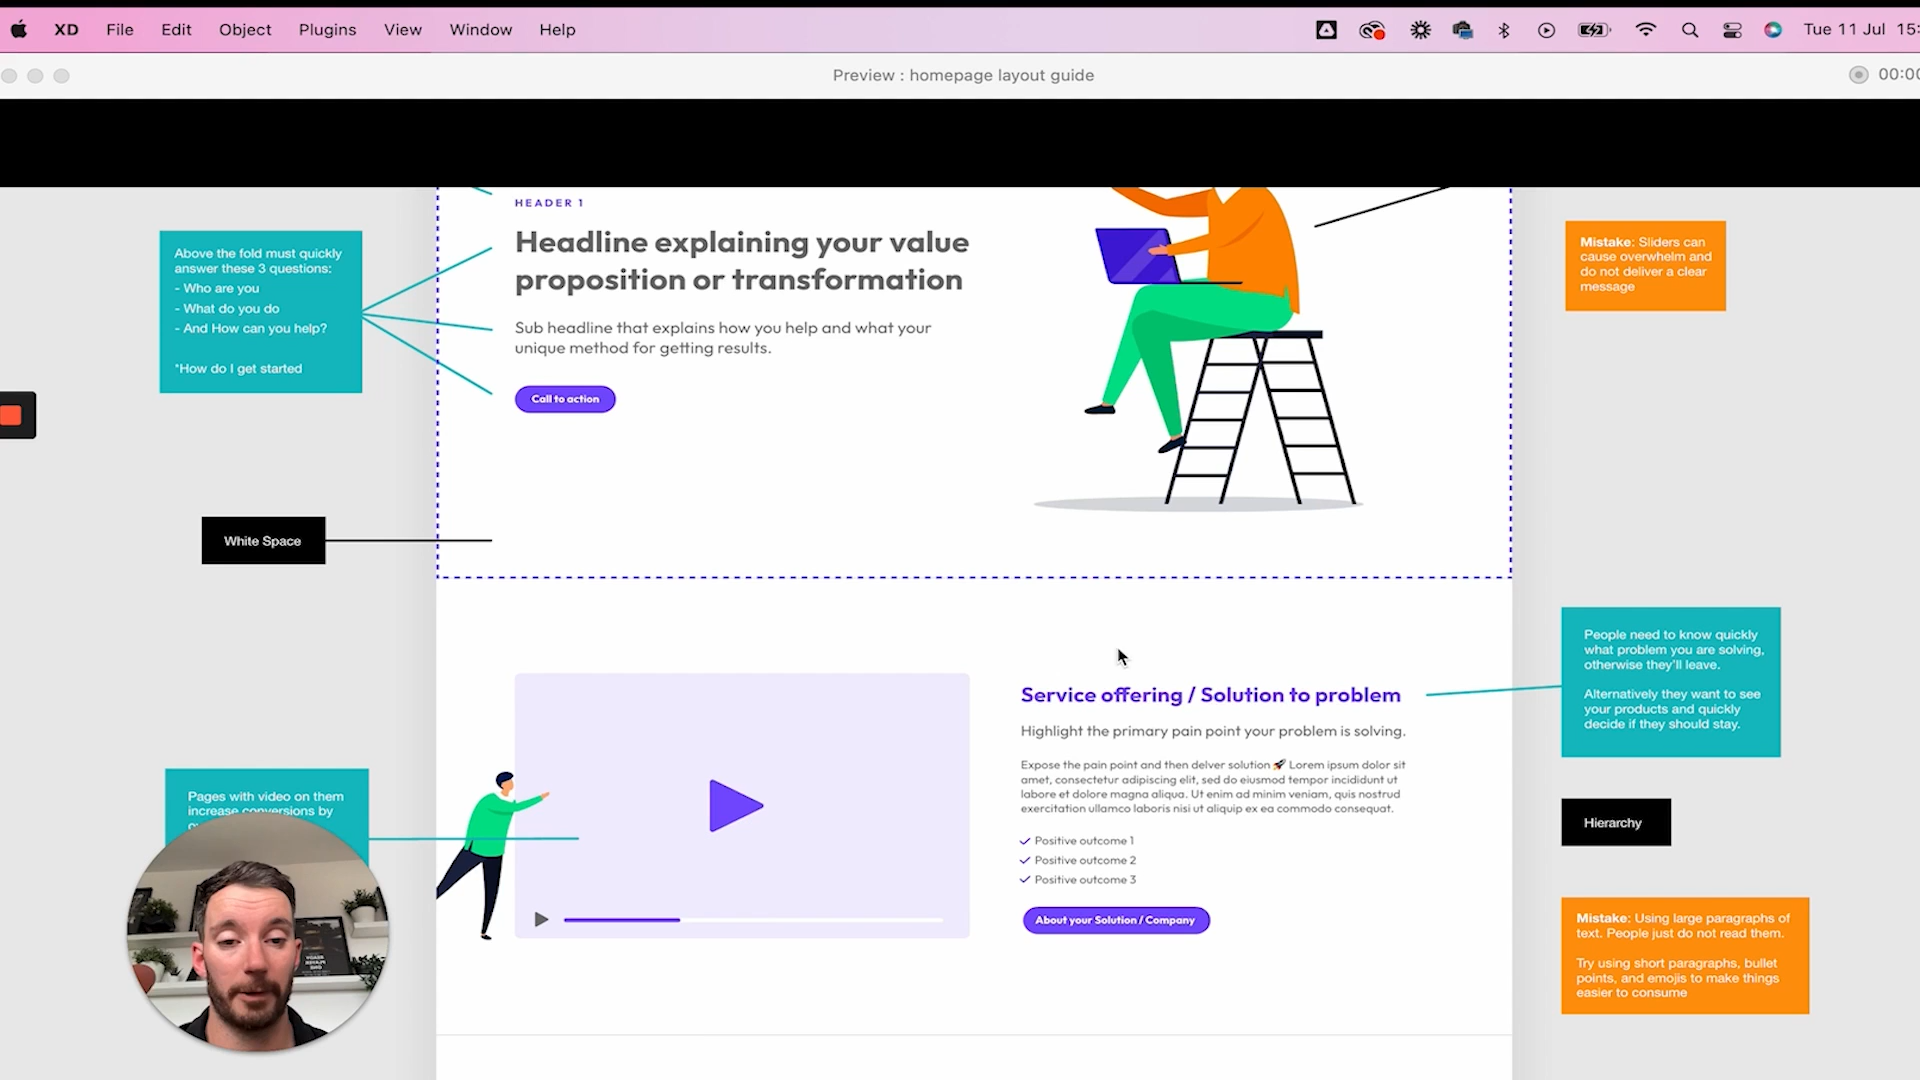 XD File Edit Object Plugins View Window Help
Tue 11 Jul 15:
Preview : homepage layout guide
00:00
HEADER 1
Headline explaining your value
proposition or transformation
Sub headline that explains how you help and what your
unique method for getting results.
Call to action
Above the fold must quickly
answer these 3 questions:
- Who are you
- What do you do
- And How can you help?
*How do I get started
Mistake: Sliders can
cause overwhelm and
do not deliver a clear
message
White Space
Service offering / Solution to problem
Highlight the primary pain point your problem is solving.
Expose the pain point and then delver solution 🚀 Lorem ipsum dolor sit
amet, consectetur adipiscing elit, sed do eiusmod tempor incididunt ut
labore et dolore magna aliqua. Ut enim ad minim veniam, quis nostrud
exercitation ullamco laboris nisi ut aliquip ex ea commodo consequat.
Positive outcome 1
Positive outcome 2
Positive outcome 3
About your Solution / Company
People need to know quickly
what problem you are solving,
otherwise they'll leave.
Alternatively they want to see
your products and quickly
decide if they should stay.
Hierarchy
Mistake: Using large paragraphs of
text. People just do not read them.
Try using short paragraphs, bullet
points, and emojis to make things
easier to consume
Pages with video on them
increase conversions by